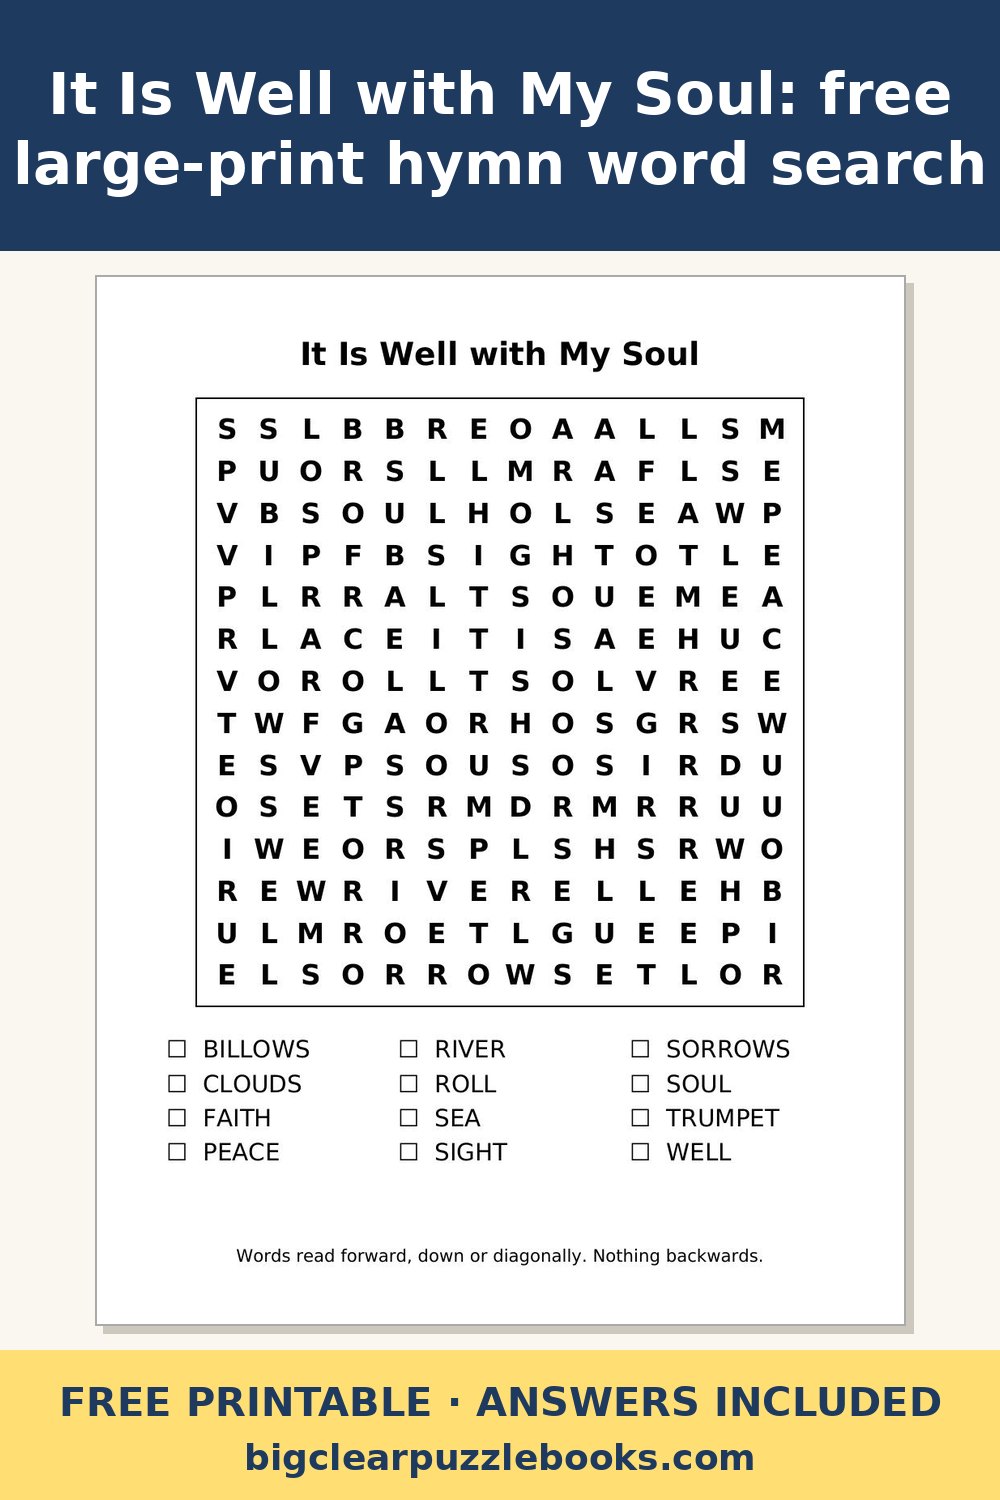 It Is Well with My Soul: free
large-print hymn word search
It Is Well with My Soul
S S L B B R E O A A L L S M
P U O R S L L M R A F L S E
V B S O U L H O L S E A W P
V I P F B S I G H T O T L E
P L R R A L T S O U E M E A
R L A C E I T I S A E H U C
V O R O L L T S O L V R E E
T W F G A O R H O S G R S W
E S V P S O U S O S I R D U
O S E T S R M D R M R R U U
I W E O R S P L S H S R W O
R E W R I V E R E L L E H B
U L M R O E T L G U E E P I
E L S O R R O W S E T L O R
☐ BILLOWS ☐ RIVER ☐ SORROWS
☐ CLOUDS ☐ ROLL ☐ SOUL
☐ FAITH ☐ SEA ☐ TRUMPET
☐ PEACE ☐ SIGHT ☐ WELL
Words read forward, down or diagonally. Nothing backwards.
FREE PRINTABLE · ANSWERS INCLUDED
bigclearpuzzlebooks.com